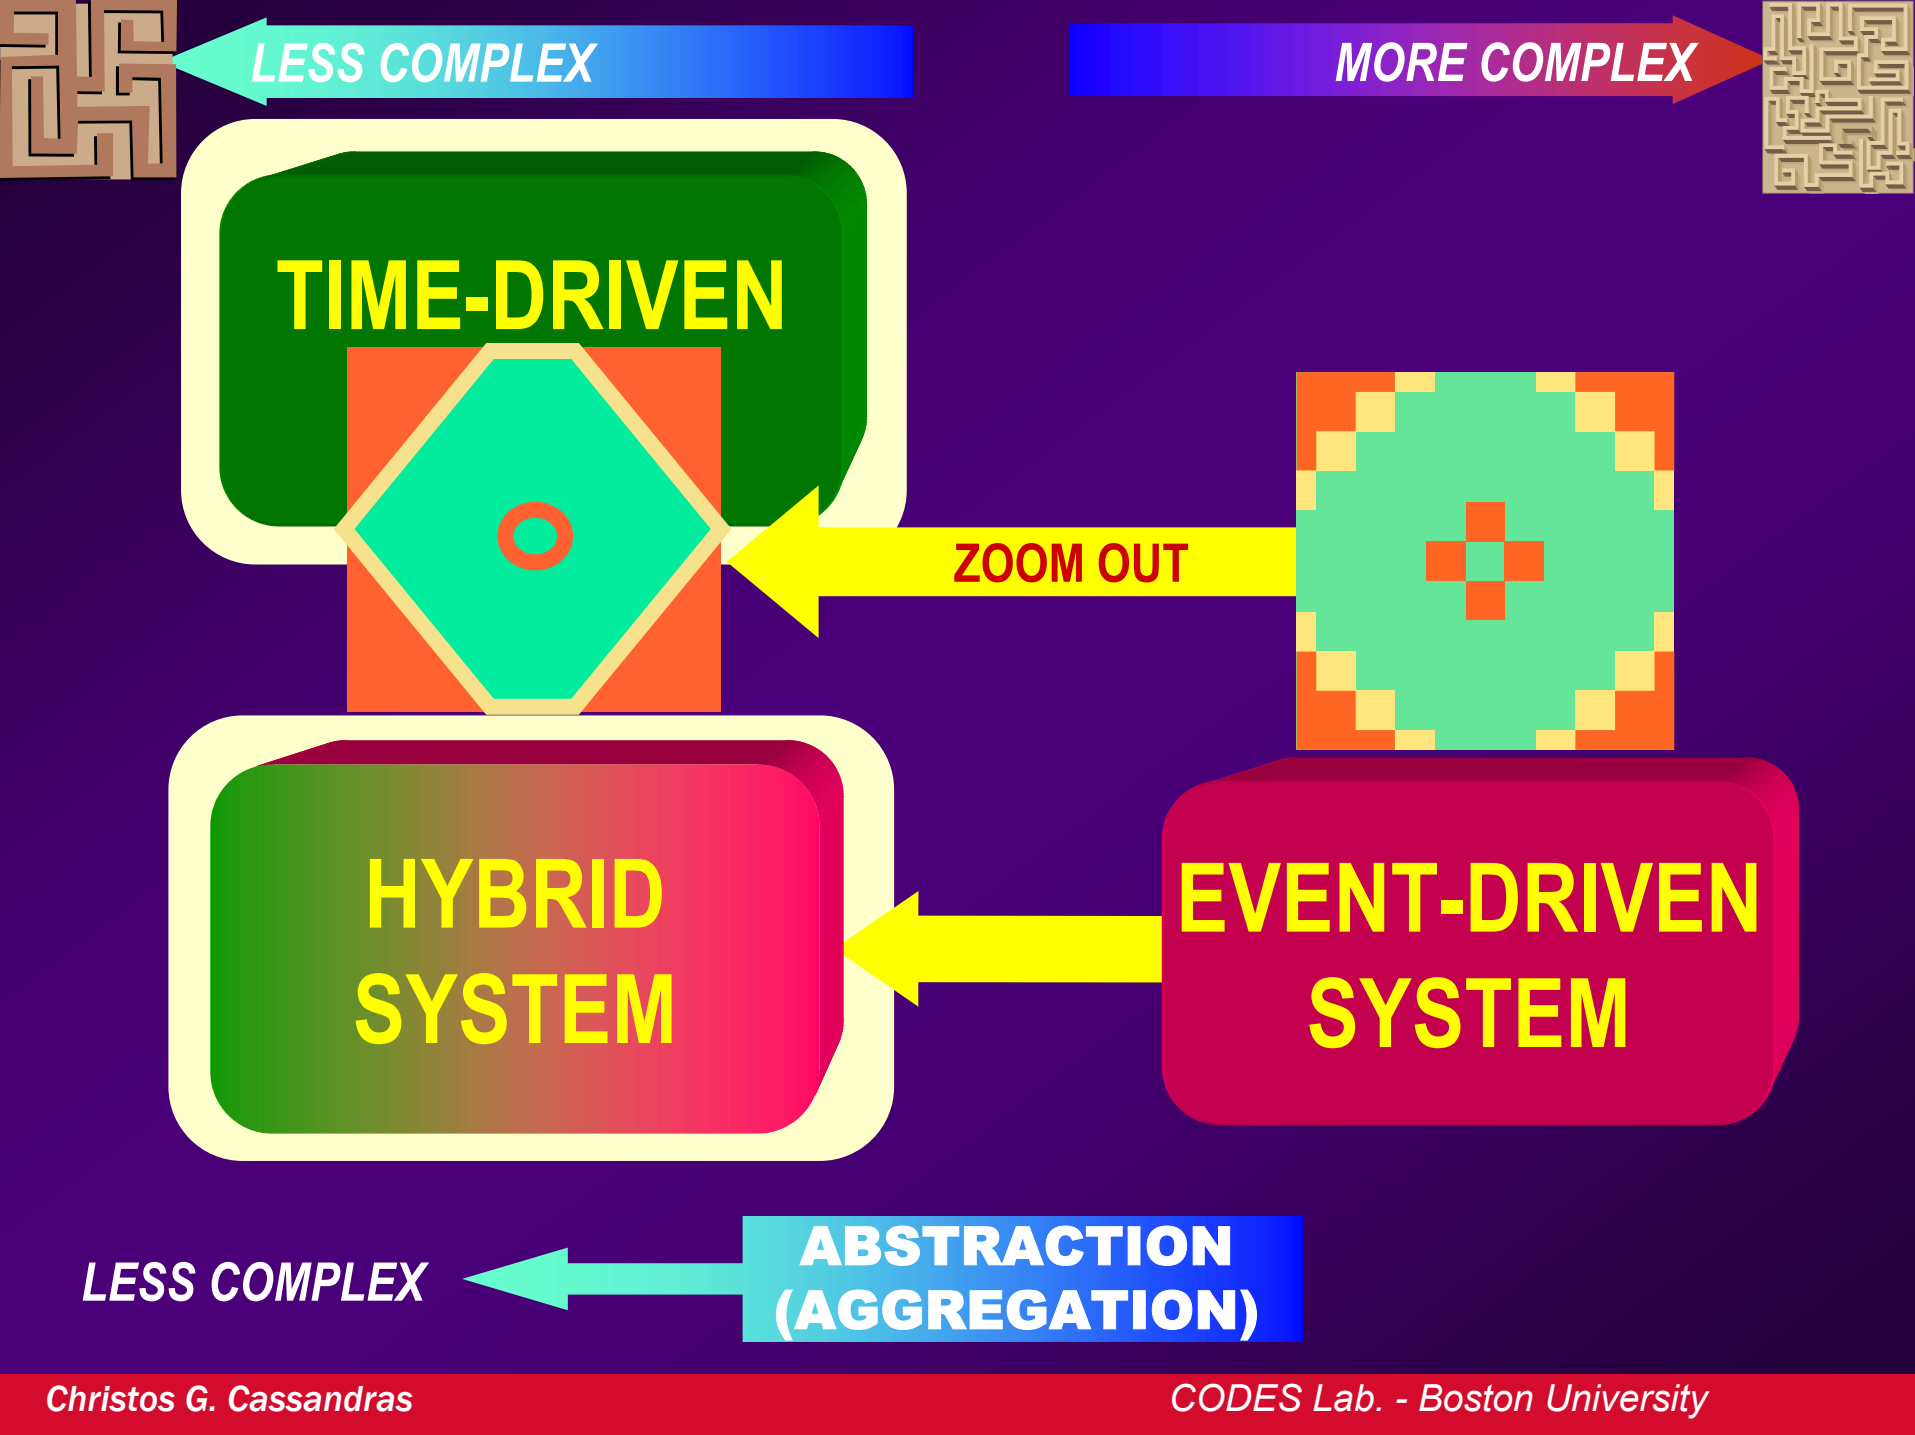 LESS COMPLEX
MORE COMPLEX
TIME-DRIVEN
ZOOM OUT
HYBRID
SYSTEM
EVENT-DRIVEN
SYSTEM
LESS COMPLEX
ABSTRACTION
(AGGREGATION)
Christos G. Cassandras
CODES Lab. - Boston University